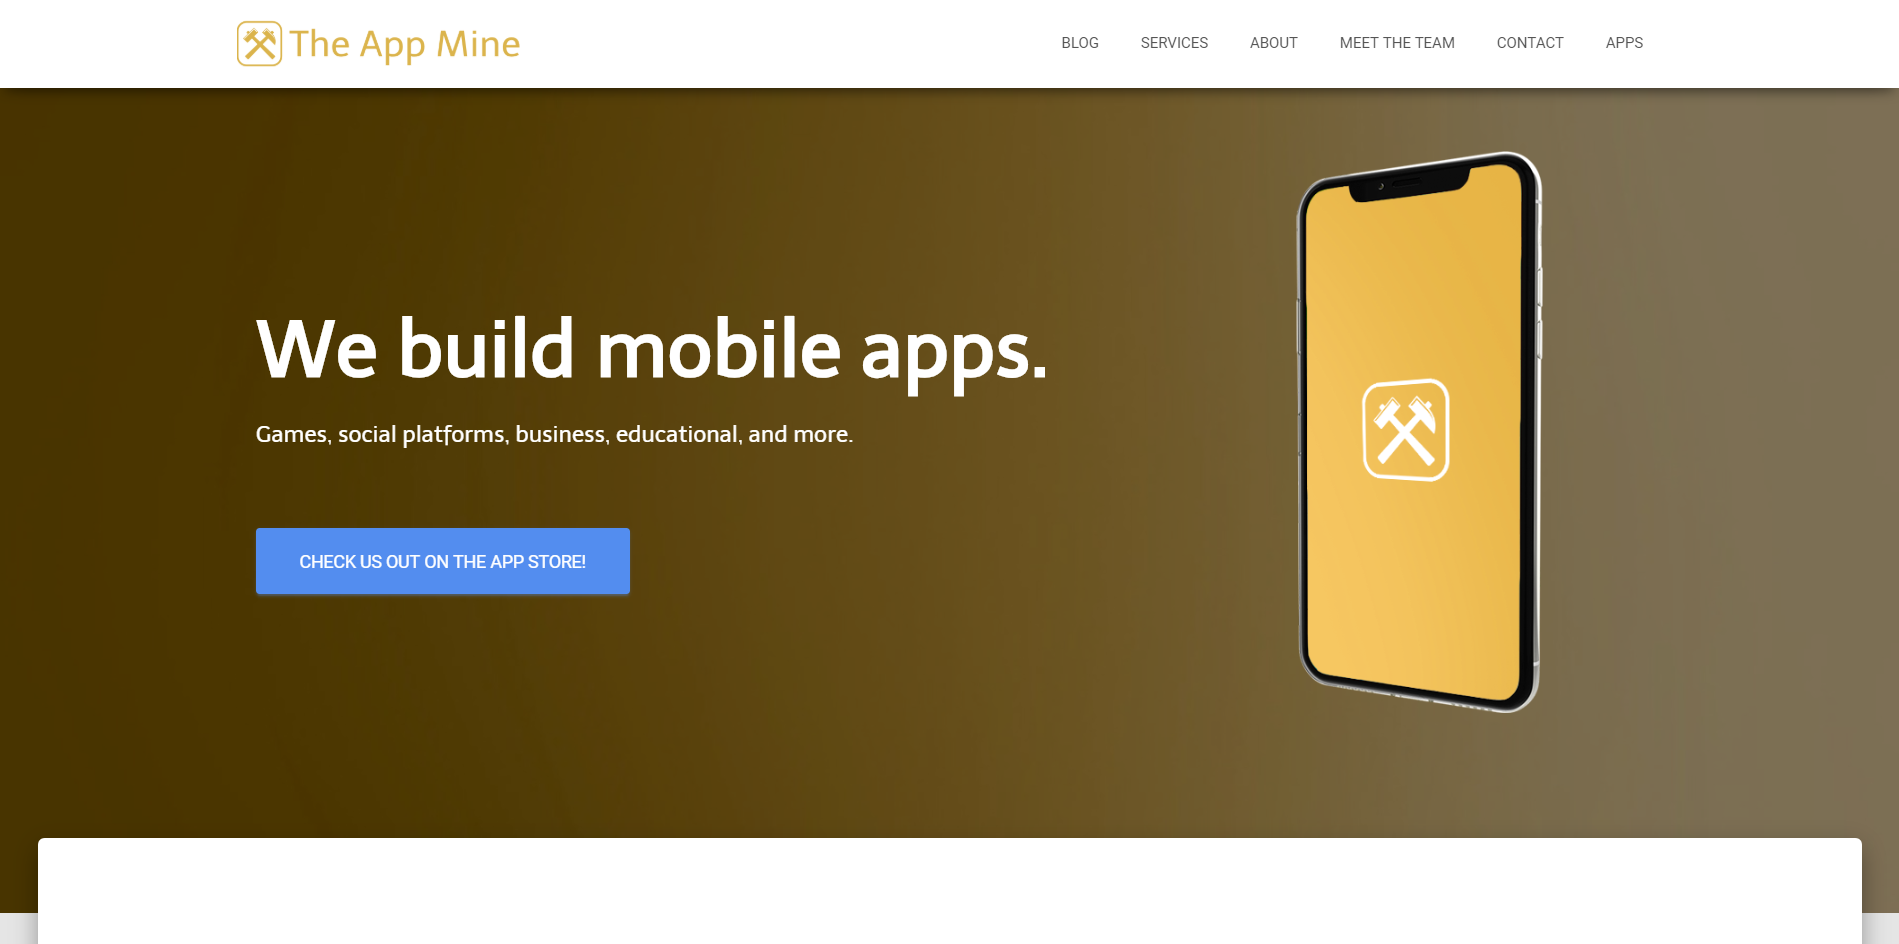 The App Mine
BLOG SERVICES ABOUT MEET THE TEAM CONTACT APPS
We build mobile apps.
Games, social platforms, business, educational, and more.
CHECK US OUT ON THE APP STORE!